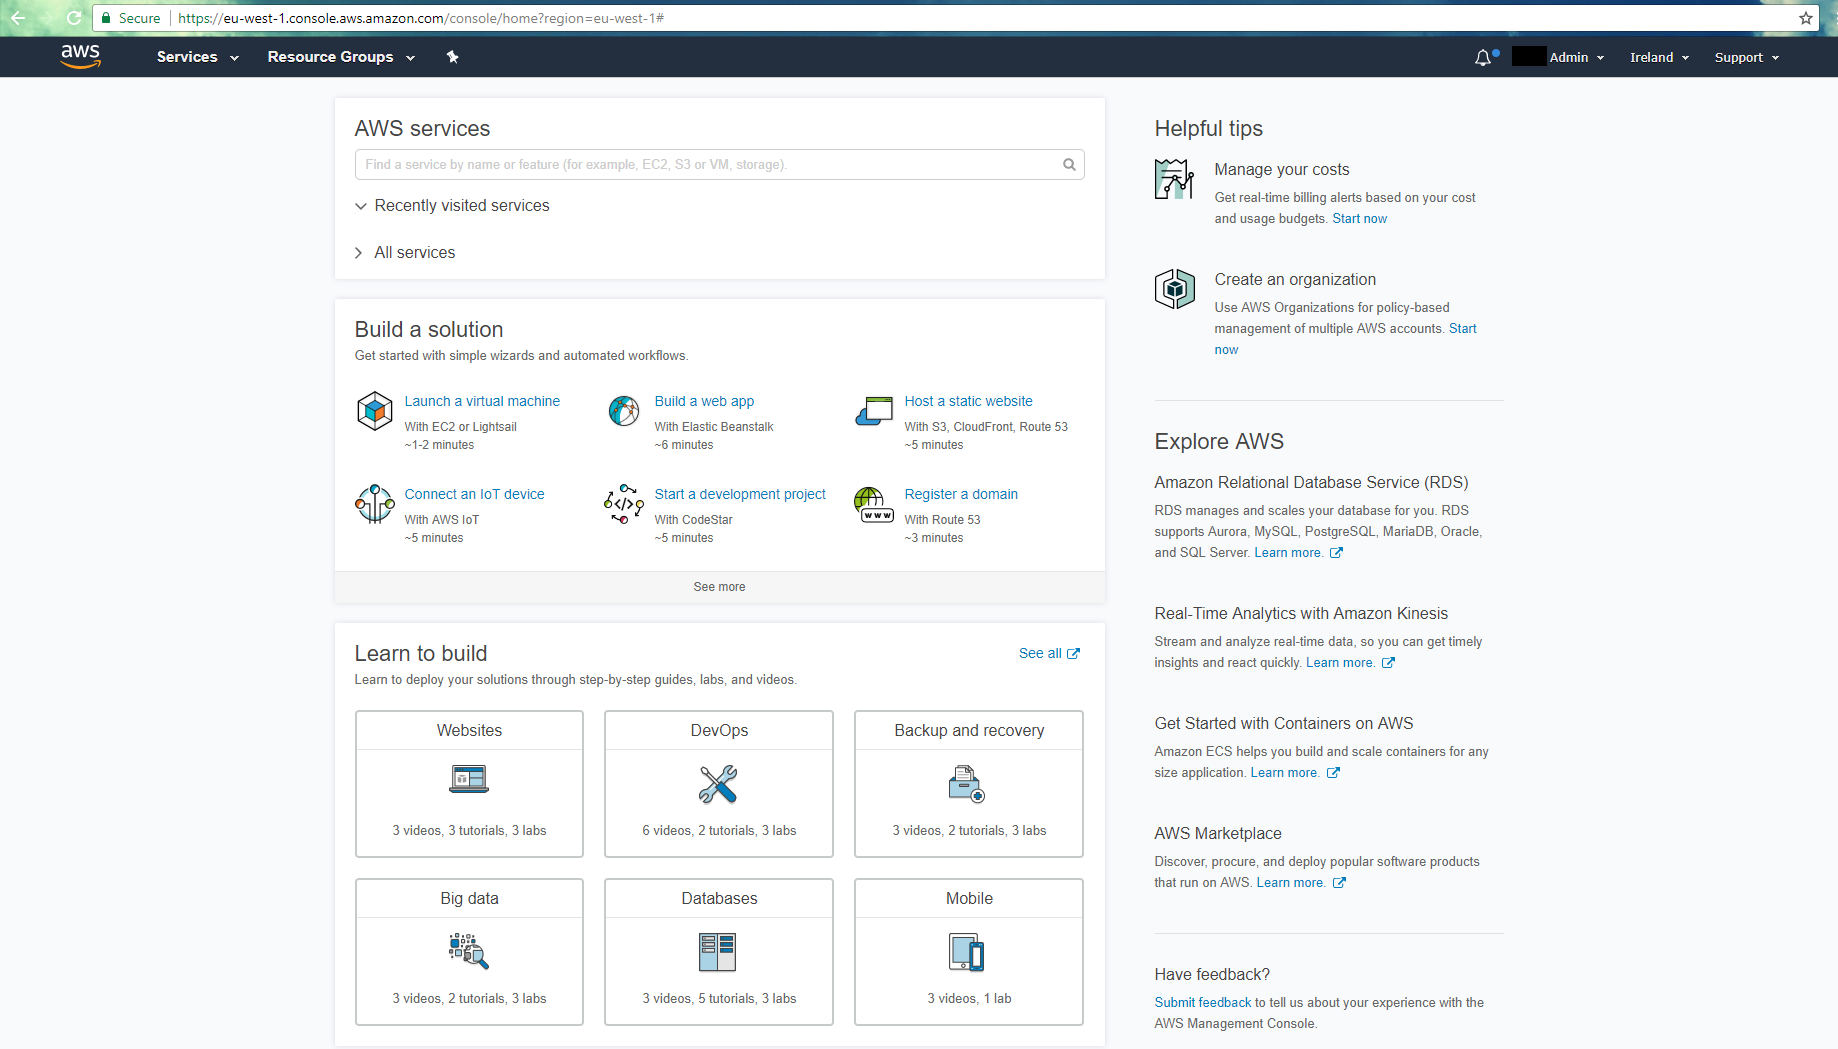 Secure https://eu-west-1.console.aws.amazon.com/console/home?region=eu-west-1#
aws Services Resource Groups Admin Ireland Support
AWS services
Find a service by name or feature (for example, EC2, S3 or VM, storage).
Recently visited services
All services
Build a solution
Get started with simple wizards and automated workflows.
Launch a virtual machine
With EC2 or Lightsail
~1-2 minutes
Build a web app
With Elastic Beanstalk
~6 minutes
Host a static website
With S3, CloudFront, Route 53
~5 minutes
Connect an IoT device
With AWS IoT
~5 minutes
Start a development project
With CodeStar
~5 minutes
WWW
Register a domain
With Route 53
~3 minutes
See more
Learn to build
See all
Learn to deploy your solutions through step-by-step guides, labs, and videos.
Websites
3 videos, 3 tutorials, 3 labs
DevOps
6 videos, 2 tutorials, 3 labs
Backup and recovery
3 videos, 2 tutorials, 3 labs
Big data
3 videos, 2 tutorials, 3 labs
Databases
3 videos, 5 tutorials, 3 labs
Mobile
3 videos, 1 lab
Helpful tips
Manage your costs
Get real-time billing alerts based on your cost
and usage budgets. Start now
Create an organization
Use AWS Organizations for policy-based
management of multiple AWS accounts. Start
now
Explore AWS
Amazon Relational Database Service (RDS)
RDS manages and scales your database for you. RDS
supports Aurora, MySQL, PostgreSQL, MariaDB, Oracle,
and SQL Server. Learn more.
Real-Time Analytics with Amazon Kinesis
Stream and analyze real-time data, so you can get timely
insights and react quickly. Learn more.
Get Started with Containers on AWS
Amazon ECS helps you build and scale containers for any
size application. Learn more.
AWS Marketplace
Discover, procure, and deploy popular software products
that run on AWS. Learn more.
Have feedback?
Submit feedback to tell us about your experience with the
AWS Management Console.